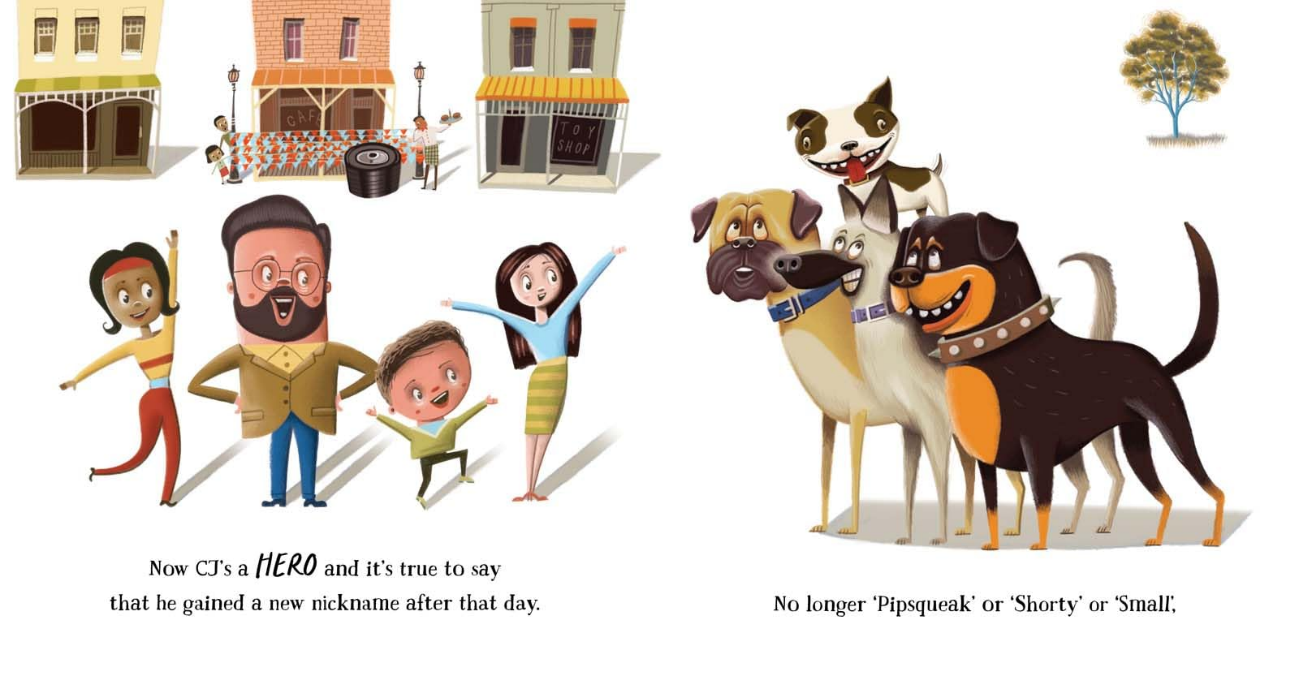 CAFE
TOY
SHOP
Now CJ's a HERO and it's true to say
that he gained a new nickname after that day.
No longer ‘Pipsqueak’ or ‘Shorty’ or ‘Small’,